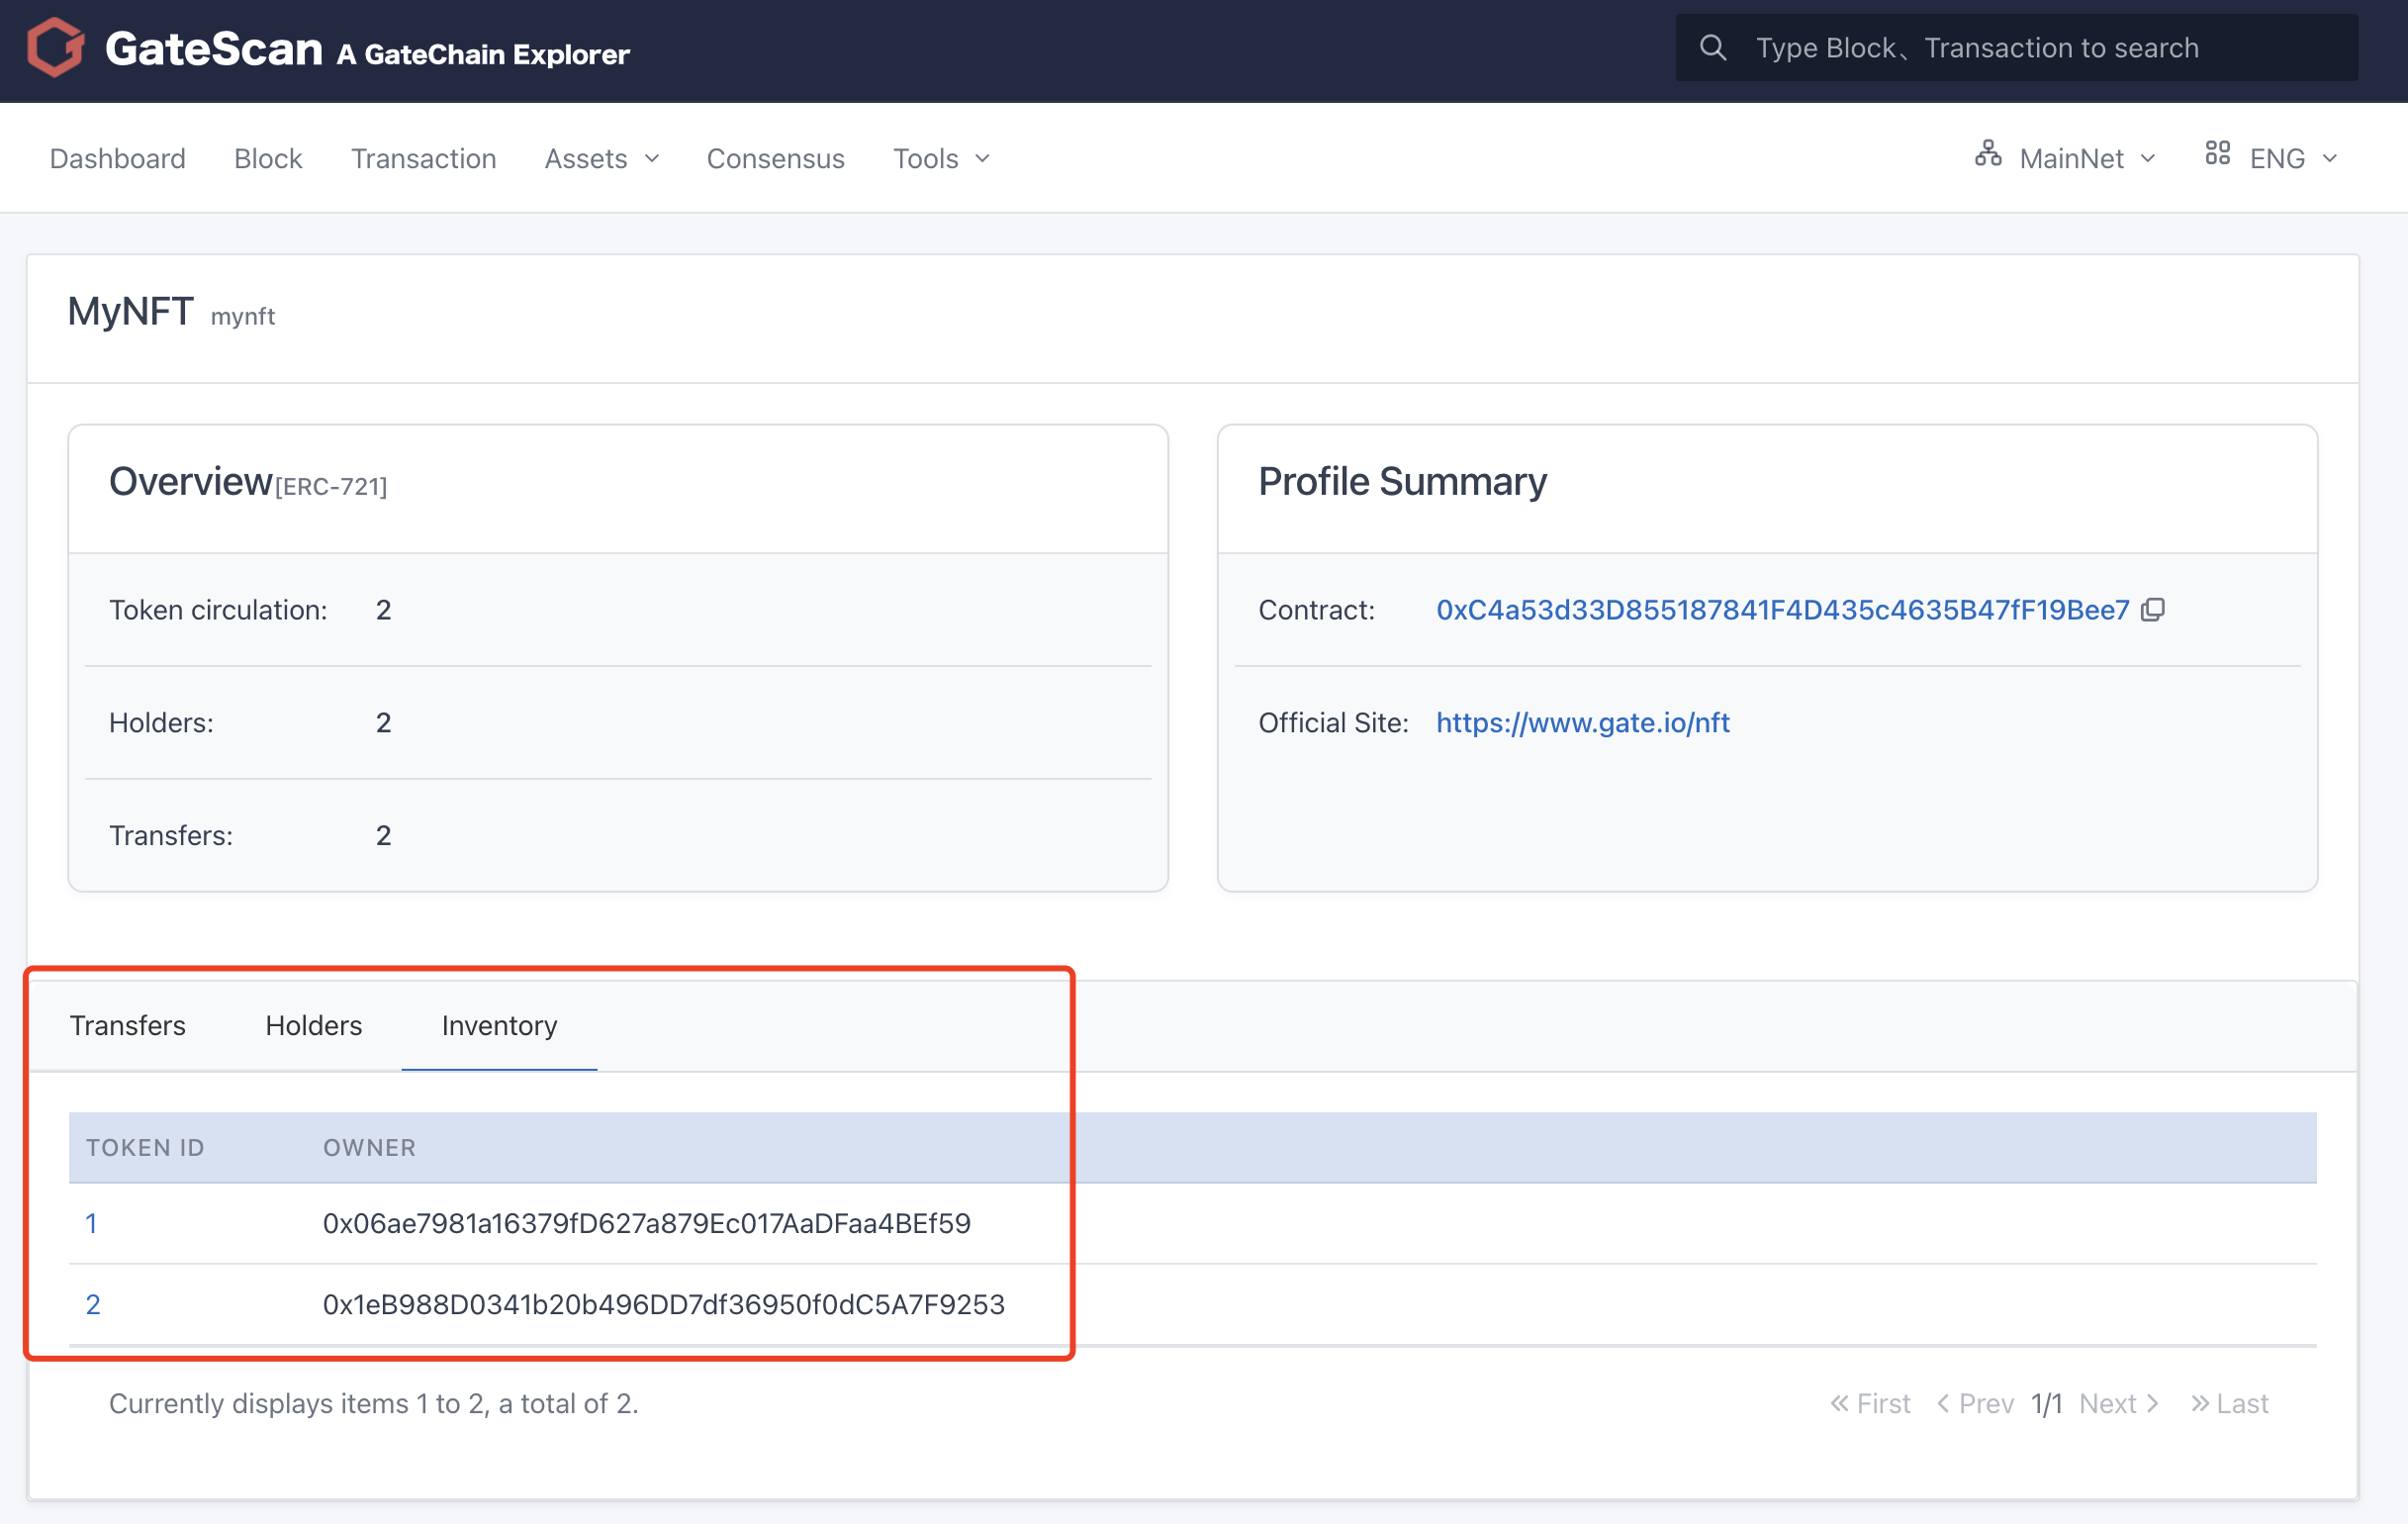 GateScan A GateChain Explorer
Type Block、Transaction to search
Dashboard Block Transaction Assets Consensus Tools MainNet ENG
MyNFT mynft
Overview[ERC-721]
Token circulation: 2
Holders: 2
Transfers: 2
Profile Summary
Contract: 0xC4a53d33D855187841F4D435c4635B47fF19Bee7
Official Site: https://www.gate.io/nft
Transfers Holders Inventory
TOKEN ID OWNER
1 0x06ae7981a16379fD627a879Ec017AaDFaa4BEf59
2 0x1eB988D0341b20b496DD7df36950f0dC5A7F9253
Currently displays items 1 to 2, a total of 2.
« First < Prev 1/1 Next > » Last